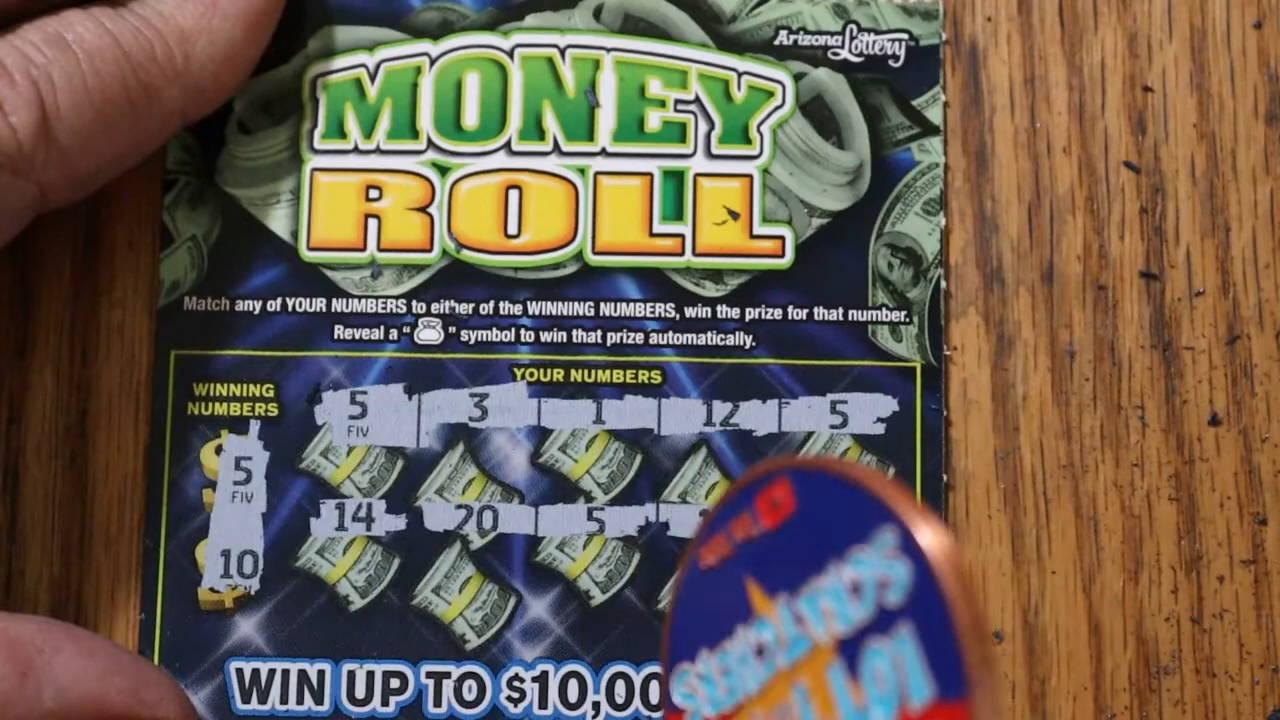 Arizona Lottery
MONEY
ROLL
Match any of YOUR NUMBERS to either of the WINNING NUMBERS, win the prize for that number.
Reveal a " " symbol to win that prize automatically.
YOUR NUMBERS
WINNING
NUMBERS
5 3 1 12 5
FIV
5
FIV
14 20 5
10
WIN UP TO $10,00